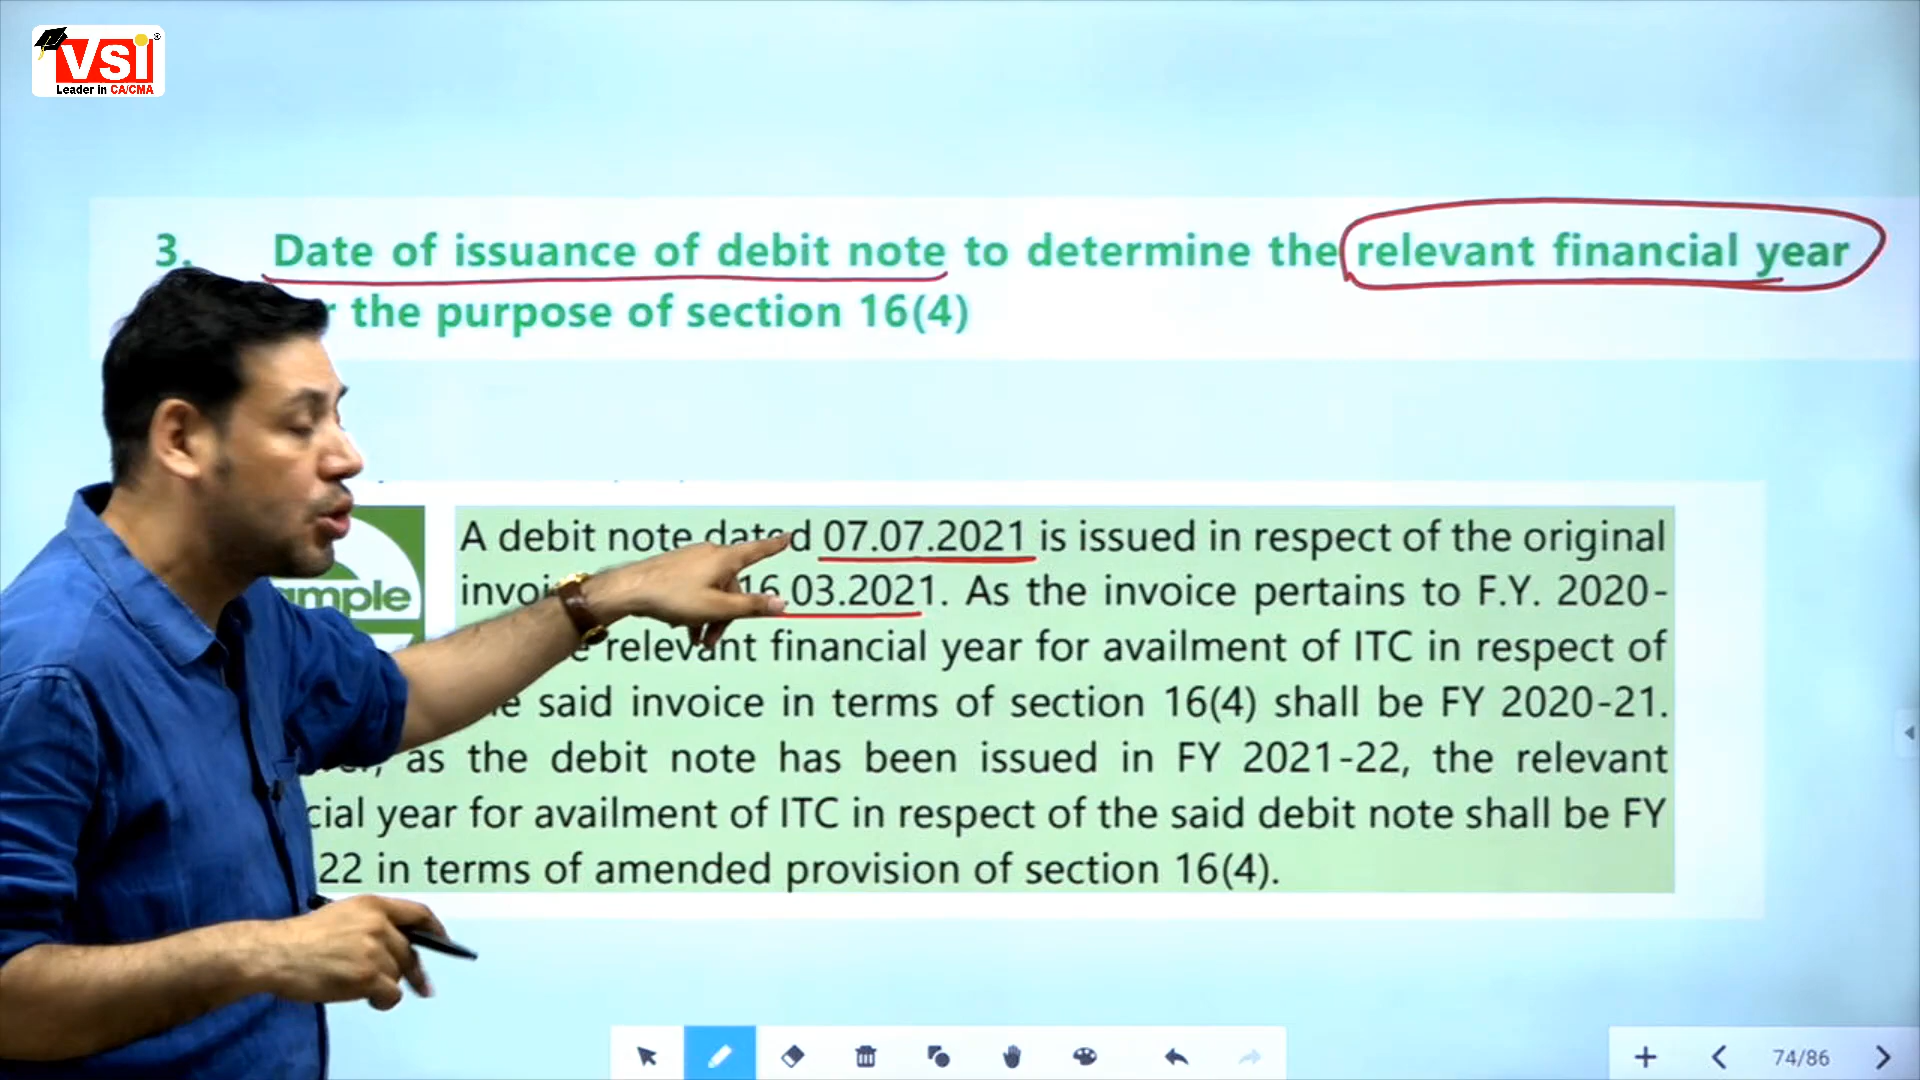 VSI
Leader in CA/CMA
3. Date of issuance of debit note to determine the relevant financial year
the purpose of section 16(4)
A debit note dated 07.07.2021 is issued in respect of the original
16.03.2021. As the invoice pertains to F.Y. 2020-
relevant financial year for availment of ITC in respect of
said invoice in terms of section 16(4) shall be FY 2020-21.
as the debit note has been issued in FY 2021-22, the relevant
year for availment of ITC in respect of the said debit note shall be FY
22 in terms of amended provision of section 16(4).
74/86